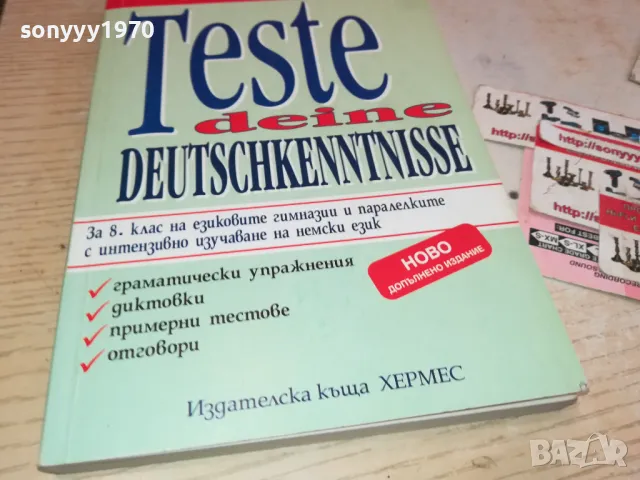 sonyyy1970
Teste
deine
DEUTSCHKENNTNISSE
За 8. клас на езиковите гимназии и паралелките
с интензивно изучаване на немски език
граматически упражнения
диктовки
примерни тестове
отговори
НОВО
ДОПЪЛНЕНО ИЗДАНИЕ
Издателска къща ХЕРМЕС
http://sonyyy
BAZAR